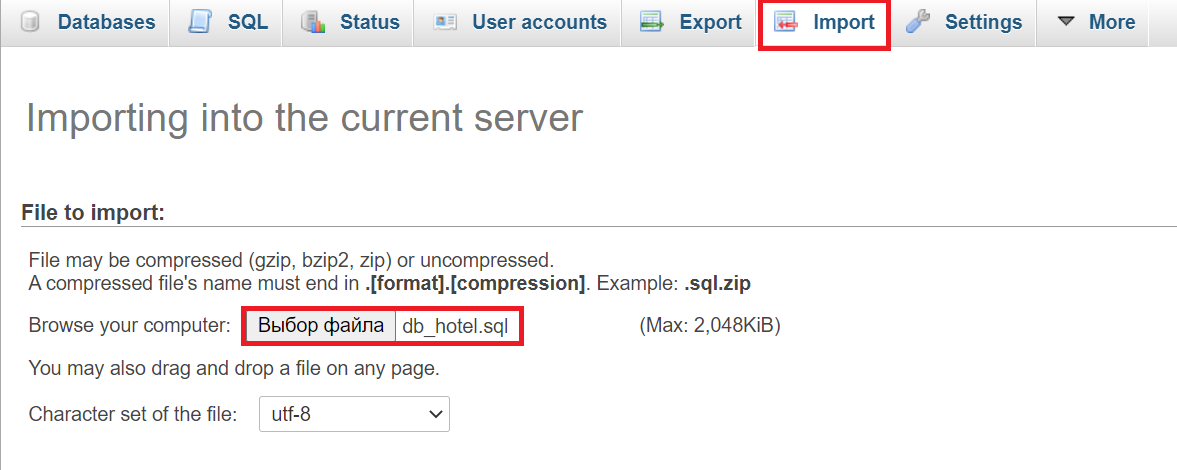 Databases SQL Status User accounts Export Import Settings More
Importing into the current server
File to import:
File may be compressed (gzip, bzip2, zip) or uncompressed.
A compressed file's name must end in .[format].[compression]. Example: .sql.zip
Browse your computer: Выбор файла db_hotel.sql (Max: 2,048KiB)
You may also drag and drop a file on any page.
Character set of the file: utf-8